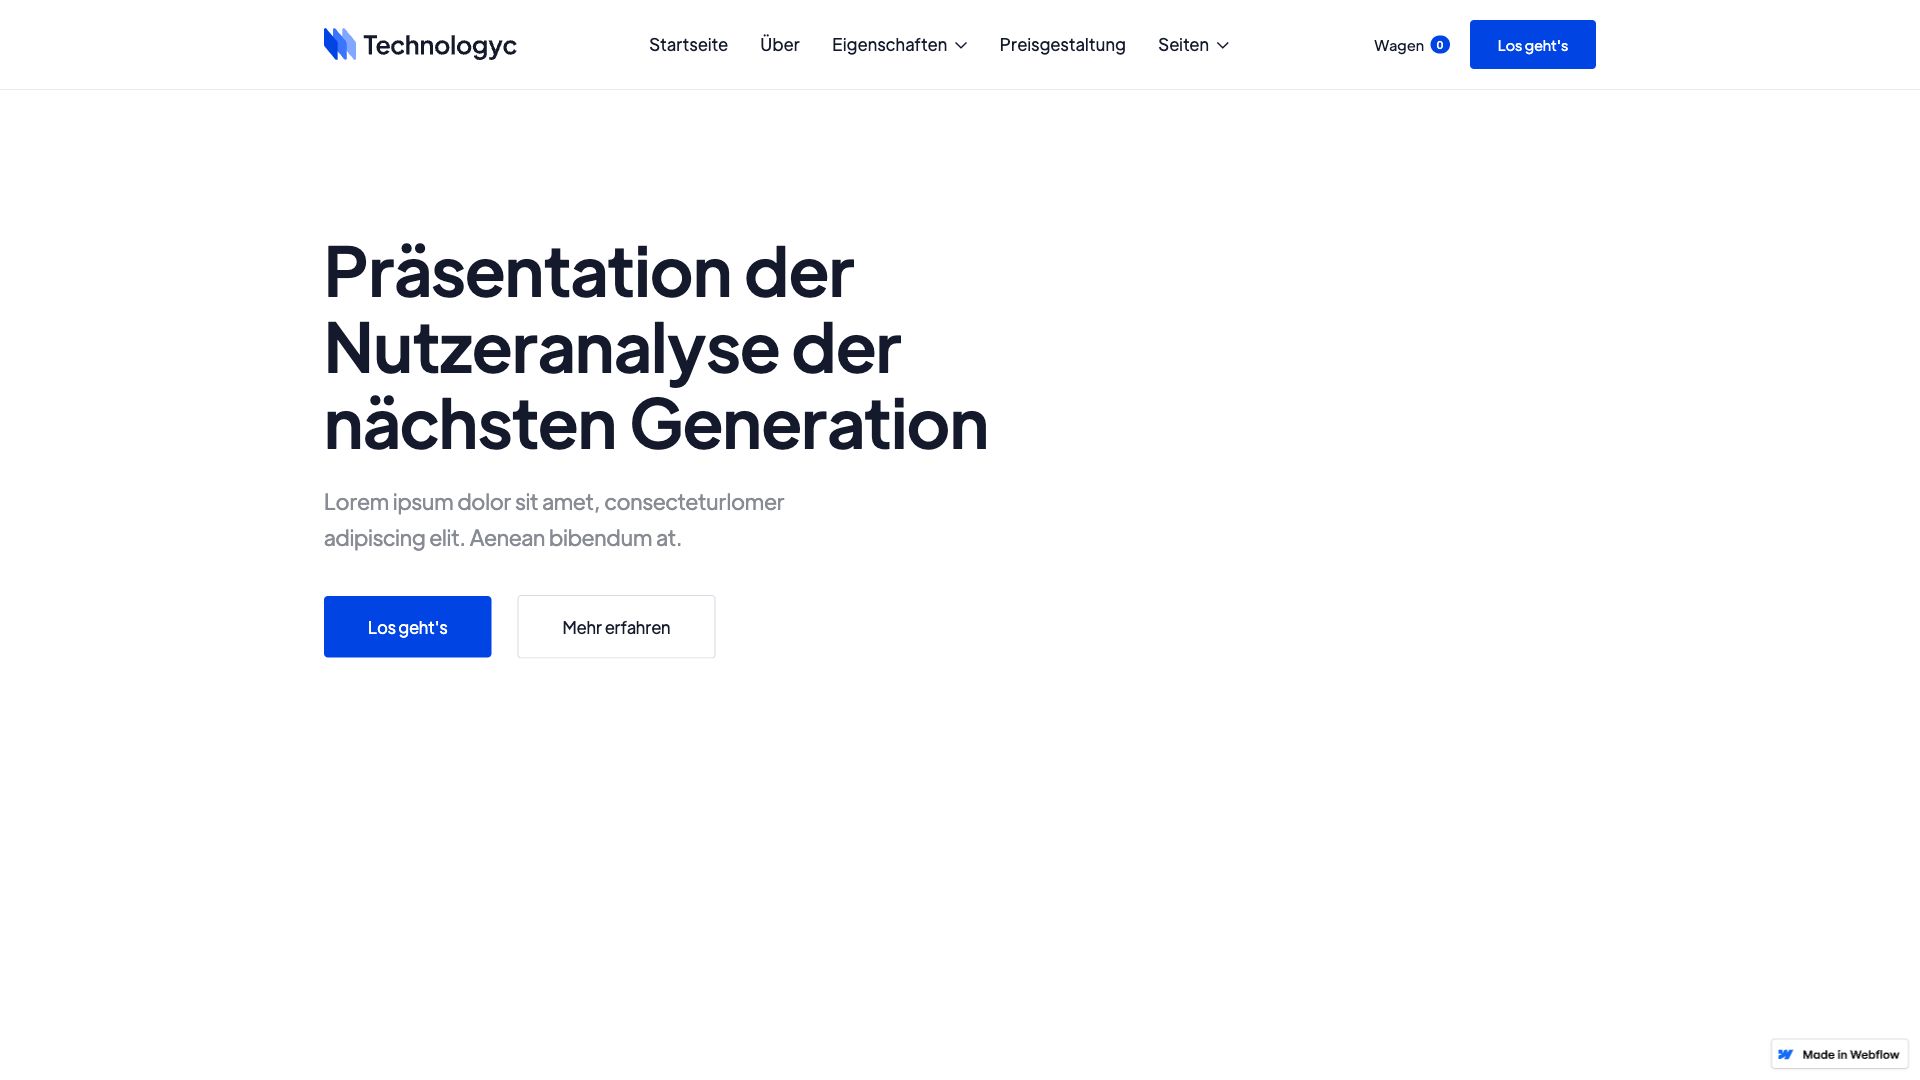 Technologyc
Startseite
Über
Eigenschaften
Preisgestaltung
Seiten
Wagen 0
Los geht's
Präsentation der
Nutzeranalyse der
nächsten Generation
Lorem ipsum dolor sit amet, consecteturlomer
adipiscing elit. Aenean bibendum at.
Los geht's
Mehr erfahren
Made in Webflow